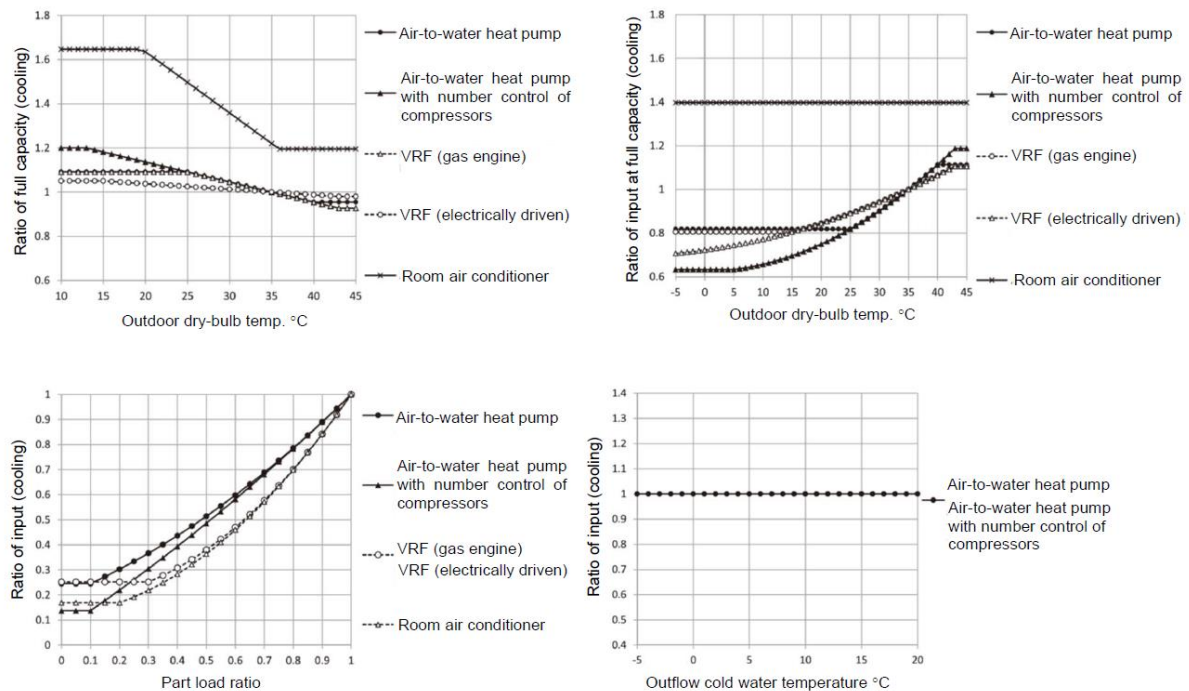 Ratio of full capacity (cooling)
1.8
1.6
1.4
1.2
1
0.8
0.6
10 15 20 25 30 35 40 45
Outdoor dry-bulb temp. °C
Air-to-water heat pump
Air-to-water heat pump
with number control of
compressors
VRF (gas engine)
VRF (electrically driven)
Room air conditioner
Ratio of input at full capacity (cooling)
1.8
1.6
1.4
1.2
1.0
0.8
0.6
-5 0 5 10 15 20 25 30 35 40 45
Outdoor dry-bulb temp. °C
Air-to-water heat pump
Air-to-water heat pump
with number control of
compressors
VRF (gas engine)
VRF (electrically driven)
Room air conditioner
Ratio of input (cooling)
1
0.9
0.8
0.7
0.6
0.5
0.4
0.3
0.2
0.1
0
0 0.1 0.2 0.3 0.4 0.5 0.6 0.7 0.8 0.9 1
Part load ratio
Air-to-water heat pump
Air-to-water heat pump
with number control of
compressors
VRF (gas engine)
VRF (electrically driven)
Room air conditioner
Ratio of input (cooling)
1.4
1.3
1.2
1.1
1
0.9
0.8
0.7
0.6
0.5
0.4
-5 0 5 10 15 20
Outflow cold water temperature °C
Air-to-water heat pump
Air-to-water heat pump
with number control of
compressors